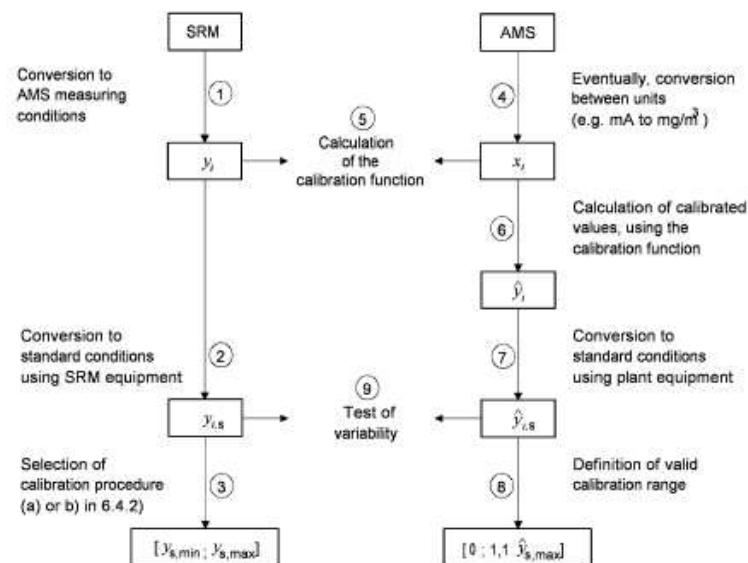 SRM
AMS
Conversion to
AMS measuring
conditions
1
4
Eventually, conversion
between units
(e.g. mA to mg/m³)
5
Calculation
of the
calibration function
yᵢ
xᵢ
6
Calculation of calibrated
values, using the
calibration function
ŷᵢ
Conversion to
standard conditions
using SRM equipment
2
7
Conversion to
standard conditions
using plant equipment
9
Test of
variability
yᵢ,s
ŷᵢ,s
Selection of
calibration procedure
(a) or b) in 6.4.2)
3
8
Definition of valid
calibration range
[ys,min ; ys,max]
[0 ; 1,1 ŷs,max]